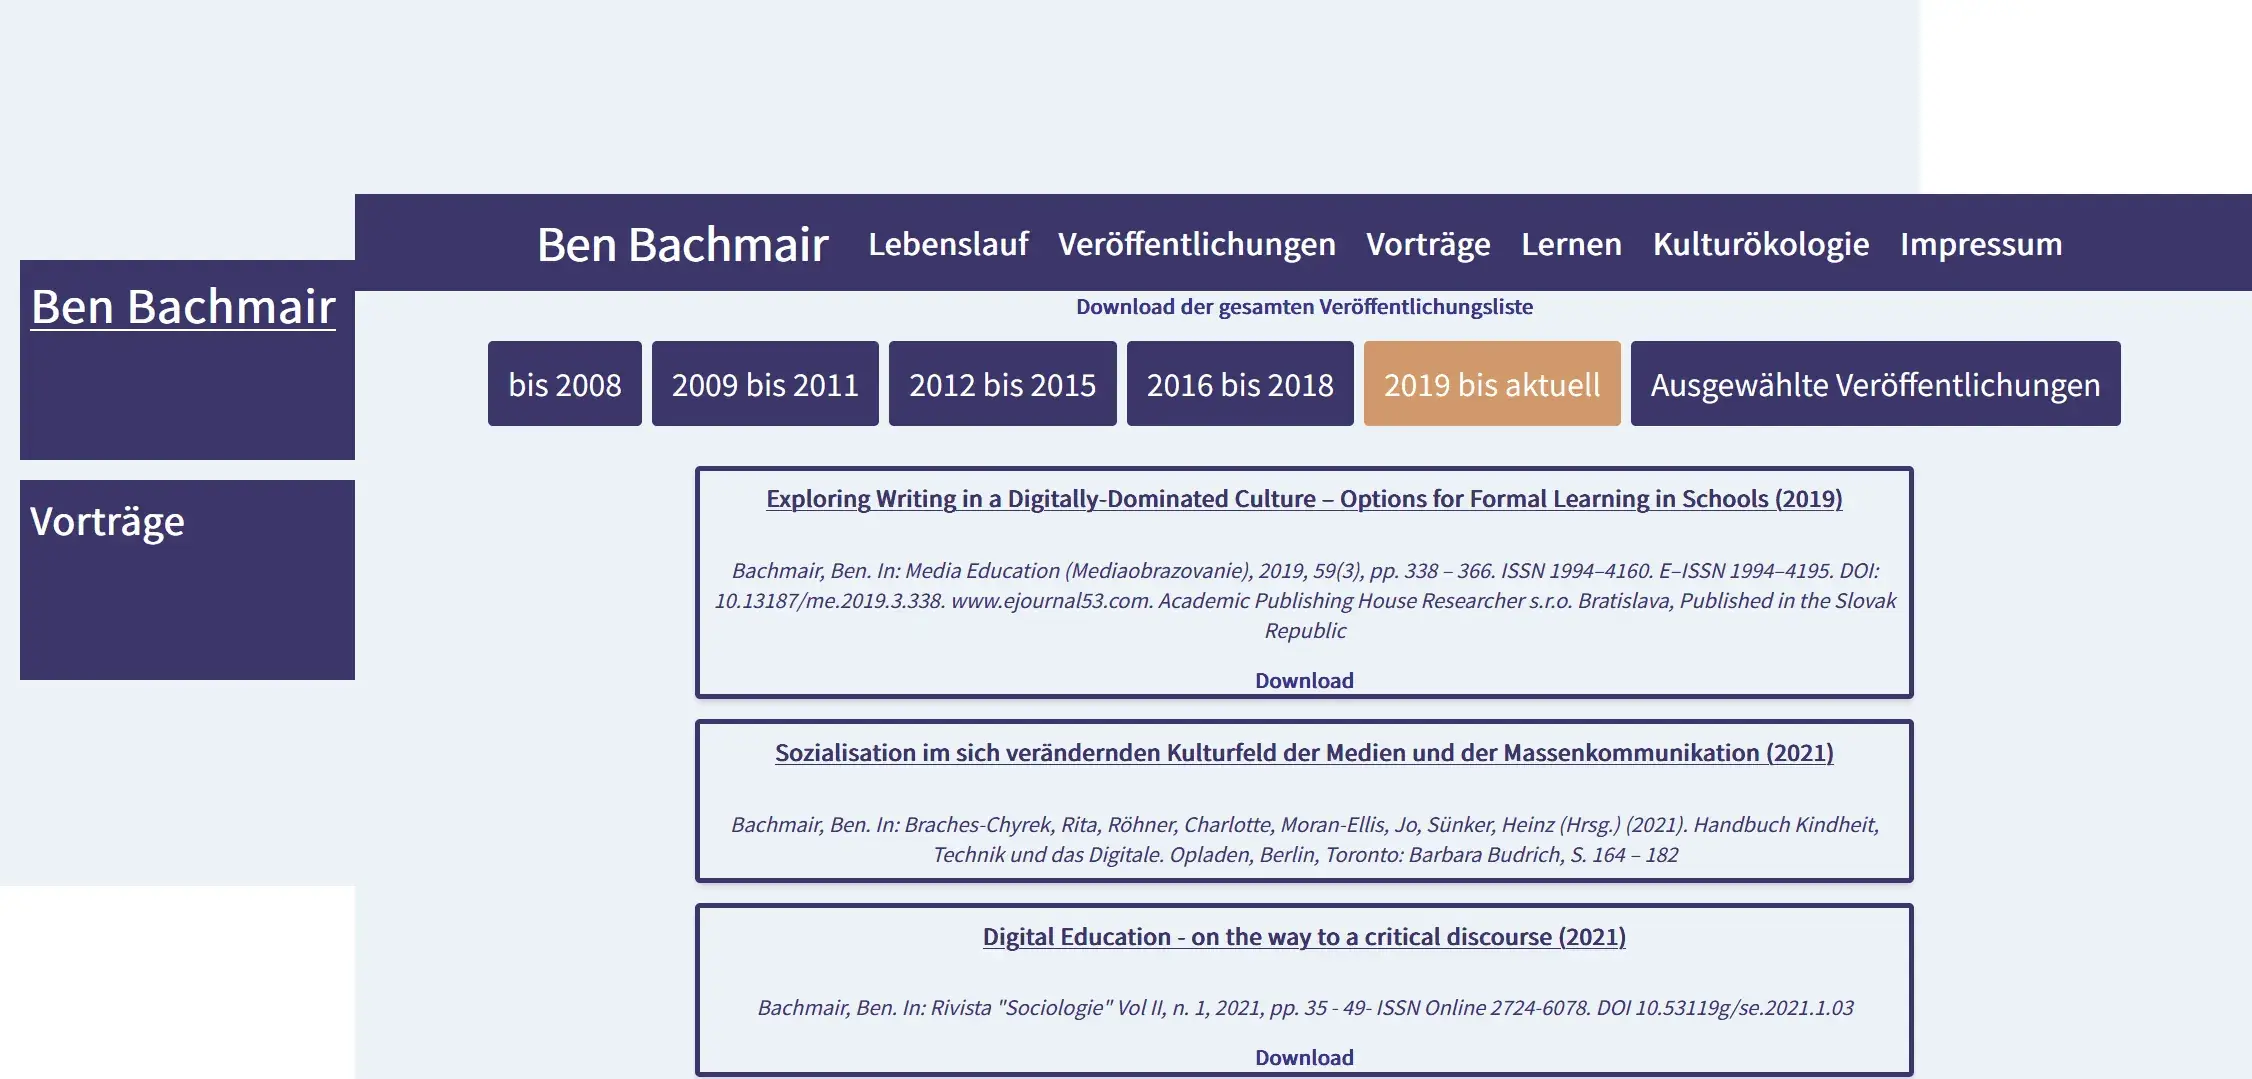 Ben Bachmair Lebenslauf Veröffentlichungen Vorträge Lernen Kulturökologie Impressum
Ben Bachmair
Vorträge
Download der gesamten Veröffentlichungsliste
bis 2008 2009 bis 2011 2012 bis 2015 2016 bis 2018 2019 bis aktuell Ausgewählte Veröffentlichungen
Exploring Writing in a Digitally-Dominated Culture – Options for Formal Learning in Schools (2019)
Bachmair, Ben. In: Media Education (Mediaobrazovanie), 2019, 59(3), pp. 338 – 366. ISSN 1994–4160. E–ISSN 1994–4195. DOI:
10.13187/me.2019.3.338. www.ejournal53.com. Academic Publishing House Researcher s.r.o. Bratislava, Published in the Slovak
Republic
Download
Sozialisation im sich verändernden Kulturfeld der Medien und der Massenkommunikation (2021)
Bachmair, Ben. In: Braches-Chyrek, Rita, Röhner, Charlotte, Moran-Ellis, Jo, Sünker, Heinz (Hrsg.) (2021). Handbuch Kindheit,
Technik und das Digitale. Opladen, Berlin, Toronto: Barbara Budrich, S. 164 – 182
Digital Education - on the way to a critical discourse (2021)
Bachmair, Ben. In: Rivista "Sociologie" Vol II, n. 1, 2021, pp. 35 - 49- ISSN Online 2724-6078. DOI 10.53119g/se.2021.1.03
Download